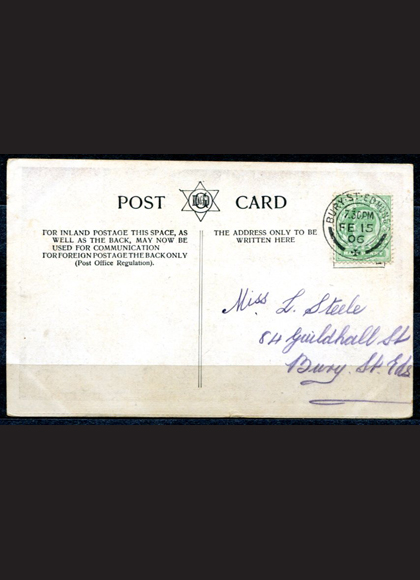 POST CARD
FOR INLAND POSTAGE THIS SPACE, AS
WELL AS THE BACK, MAY NOW BE
USED FOR COMMUNICATION
FOR FOREIGN POSTAGE THE BACK ONLY
(Post Office Regulation).
THE ADDRESS ONLY TO BE
WRITTEN HERE
BURY ST EDMUNDS
7.30PM
FE 15
06
Miss L. Steele
84 Guildhall St
Bury St. Eds